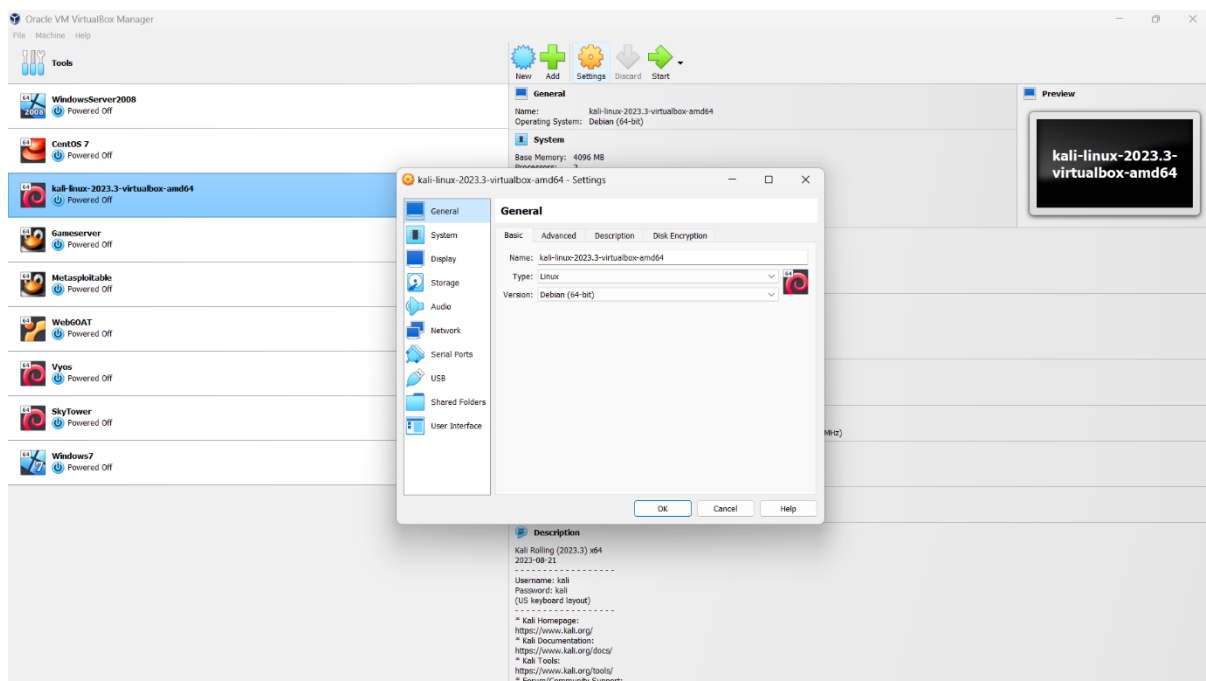 Oracle VM VirtualBox Manager
File Machine Help
Tools
New Add Settings Discard Start
WindowsServer2008
Powered Off
CentOS 7
Powered Off
kali-linux-2023.3-virtualbox-amd64
Powered Off
Gameserver
Powered Off
Metasploitable
Powered Off
WebGOAT
Powered Off
Vyos
Powered Off
SkyTower
Powered Off
Windows7
Powered Off
General
Name: kali-linux-2023.3-virtualbox-amd64
Operating System: Debian (64-bit)
System
Base Memory: 4096 MB
Preview
kali-linux-2023.3-
virtualbox-amd64
kali-linux-2023.3-virtualbox-amd64 - Settings
General
System
Display
Storage
Audio
Network
Serial Ports
USB
Shared Folders
User Interface
General
Basic Advanced Description Disk Encryption
Name: kali-linux-2023.3-virtualbox-amd64
Type: Linux
Version: Debian (64-bit)
OK Cancel Help
MHz)
Description
Kali Rolling (2023.3) x64
2023-08-21
- - - - - - - - - - - - - - - - - - -
Username: kali
Password: kali
(US keyboard layout)
- - - - - - - - - - - - - - - - - - -
* Kali Homepage:
https://www.kali.org/
* Kali Documentation:
https://www.kali.org/docs/
* Kali Tools:
https://www.kali.org/tools/
* Forum/Community Support: